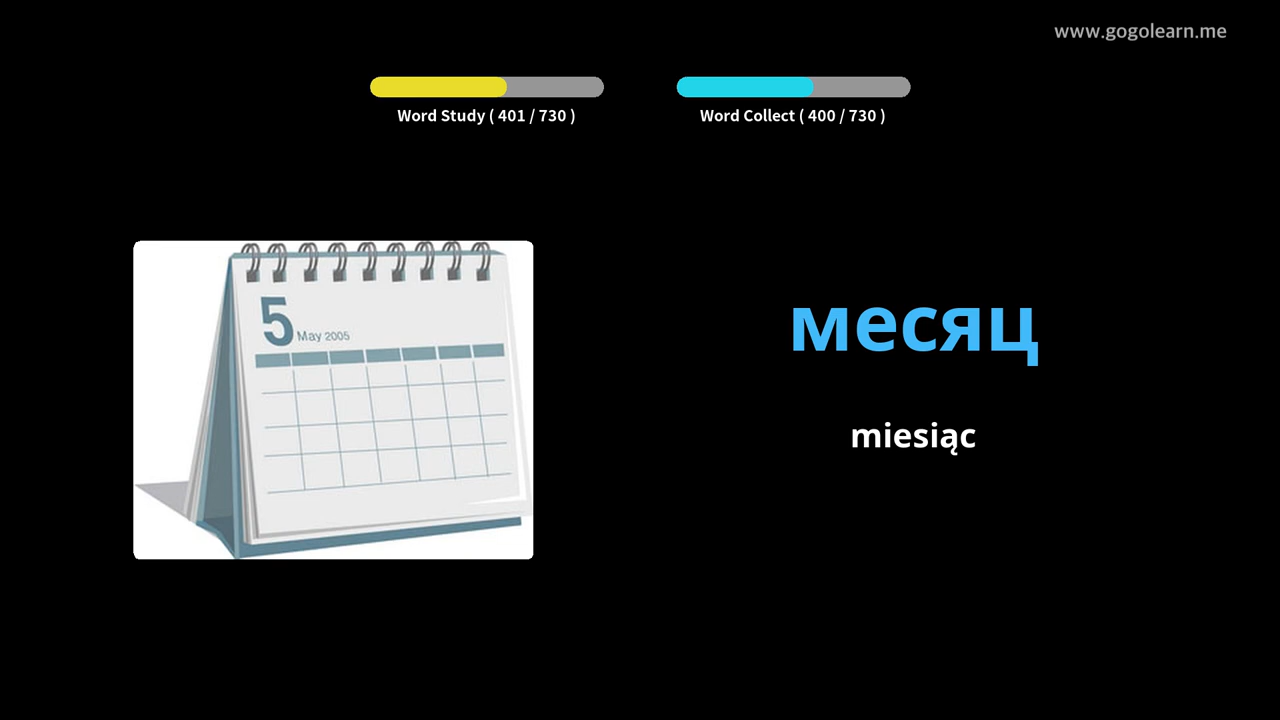 www.gogolearn.me
Word Study ( 401 / 730 )
Word Collect ( 400 / 730 )
5 May 2005
месяц
miesiąc